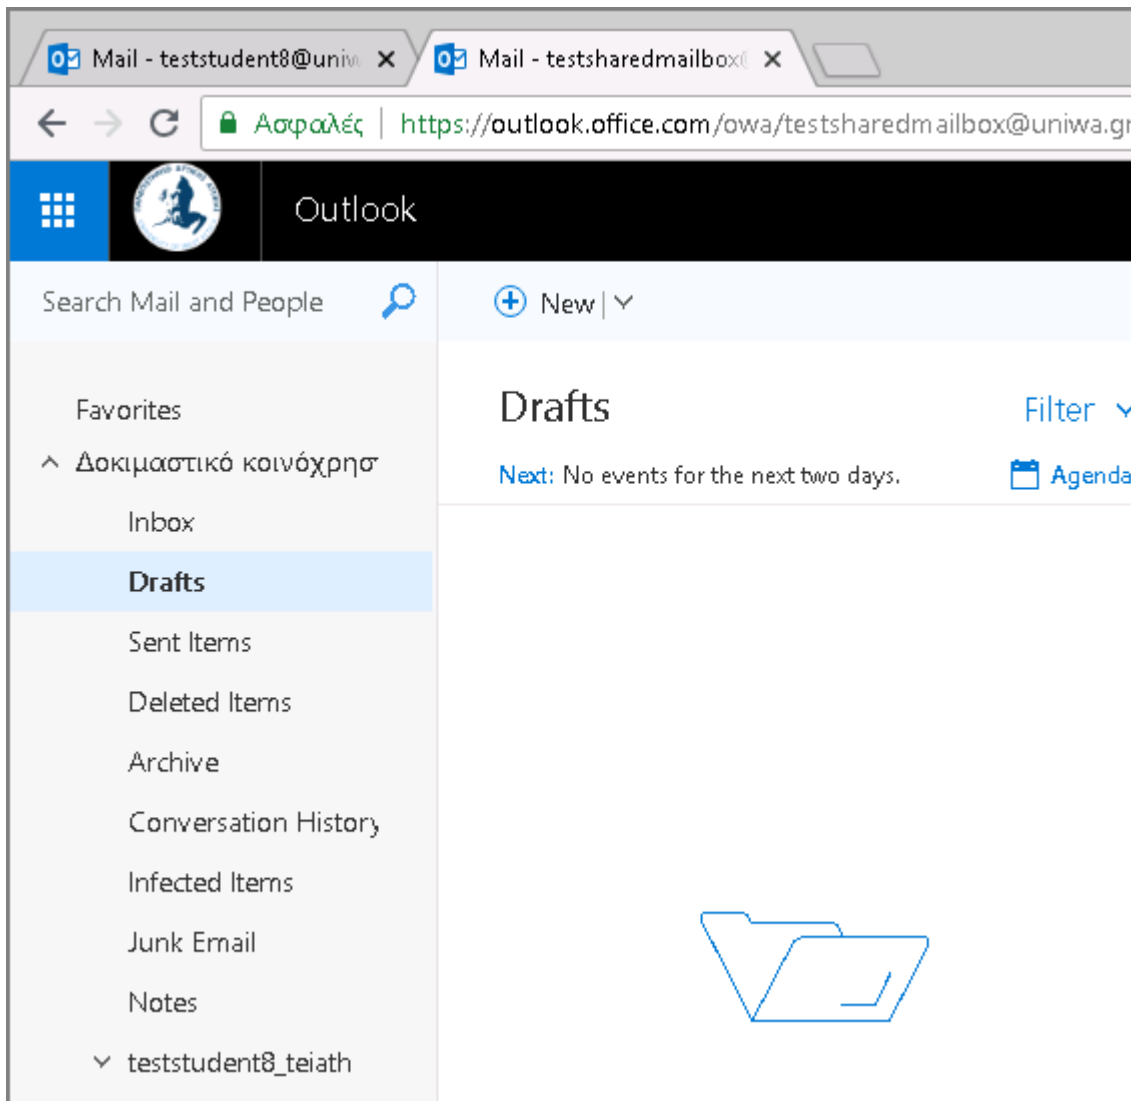 Mail - teststudent8@uniw
Mail - testsharedmailbox
Ασφαλές | https://outlook.office.com/owa/testsharedmailbox@uniwa.gr
Outlook
Search Mail and People
New
Favorites
Δοκιμαστικό κοινόχρησ
Inbox
Drafts
Sent Items
Deleted Items
Archive
Conversation History
Infected Items
Junk Email
Notes
teststudent8_teiath
Drafts
Filter
Next: No events for the next two days.
Agenda